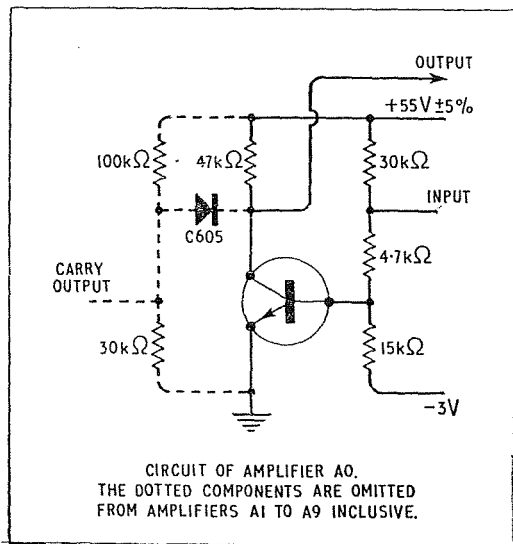 OUTPUT
+55V ±5%
100kΩ
47kΩ
30kΩ
INPUT
C605
4·7kΩ
CARRY
OUTPUT
30kΩ
15kΩ
−3V
CIRCUIT OF AMPLIFIER AO.
THE DOTTED COMPONENTS ARE OMITTED
FROM AMPLIFIERS A1 TO A9 INCLUSIVE.